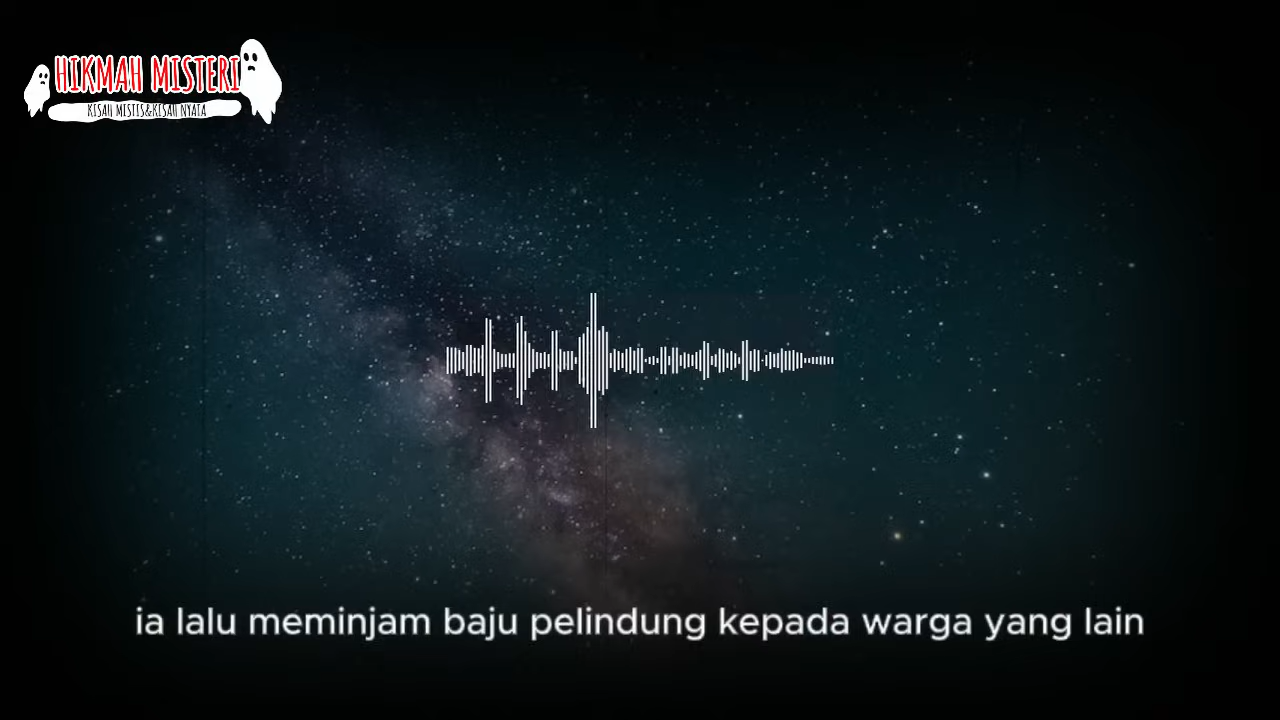 HIKMAH MISTERI
KISAH MISTIS&KISAH NYATA
ia lalu meminjam baju pelindung kepada warga yang lain